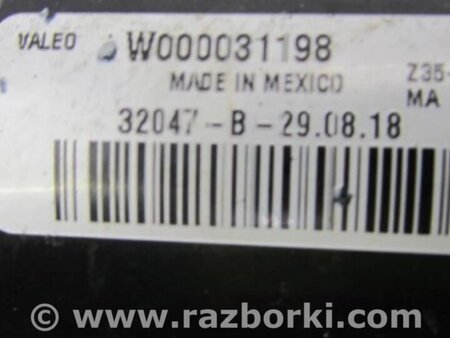 VALEO W000031198
MADE IN MEXICO Z35-
32047-B-29.08.18 MA
© www.razborki.com